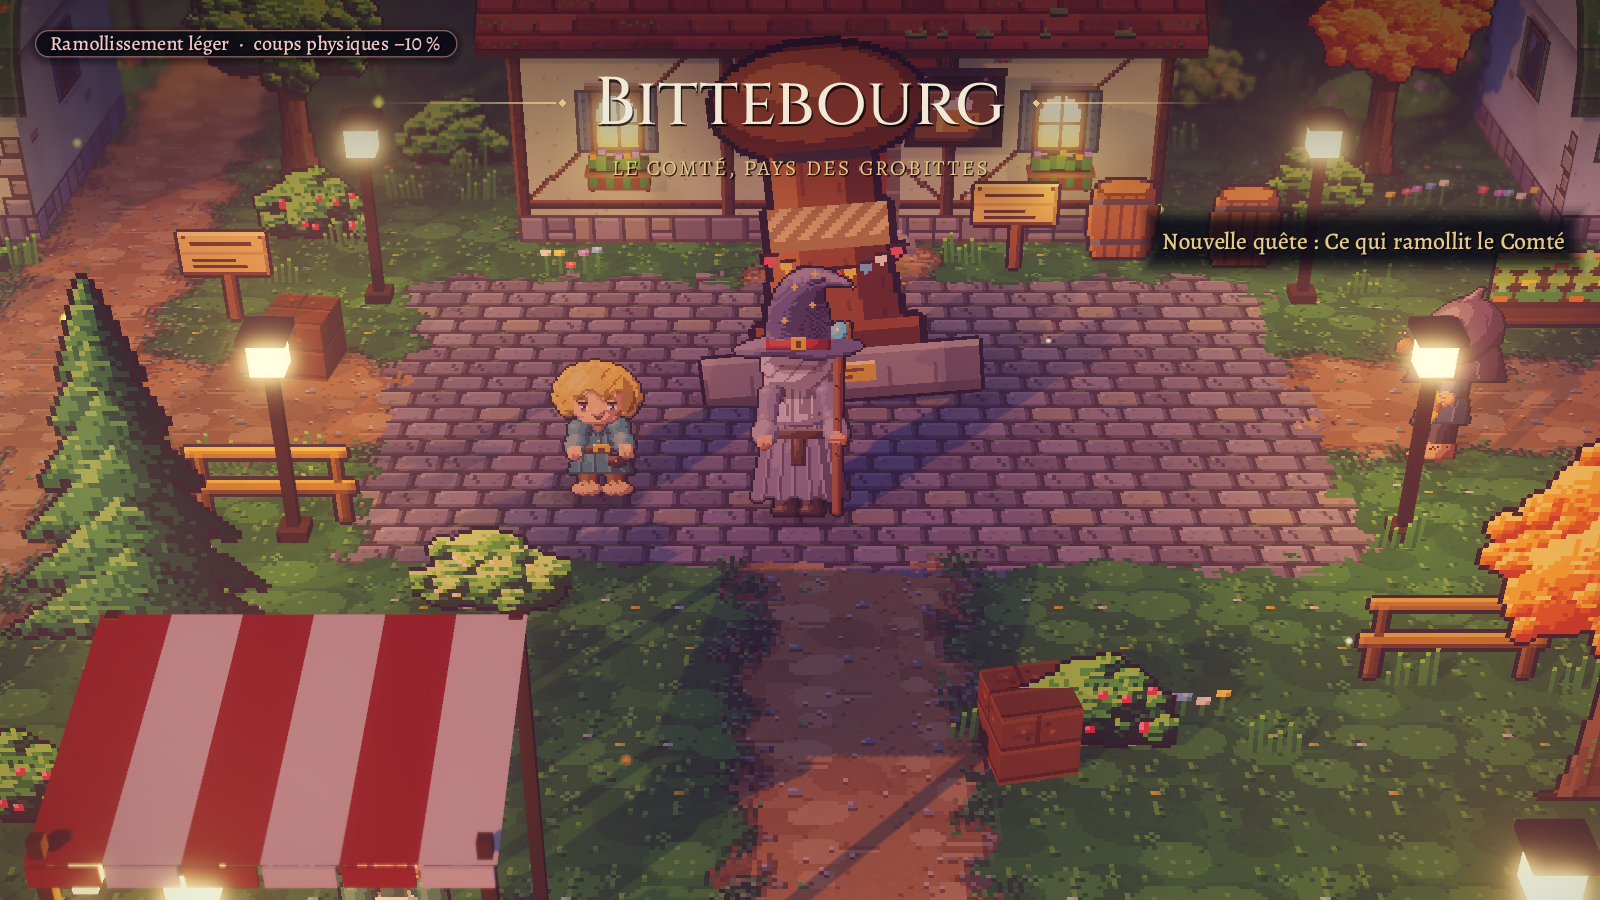 Ramollissement léger · coups physiques −10 %
BITTEBOURG
LE COMTÉ, PAYS DES GROBITTES
Nouvelle quête : Ce qui ramollit le Comté